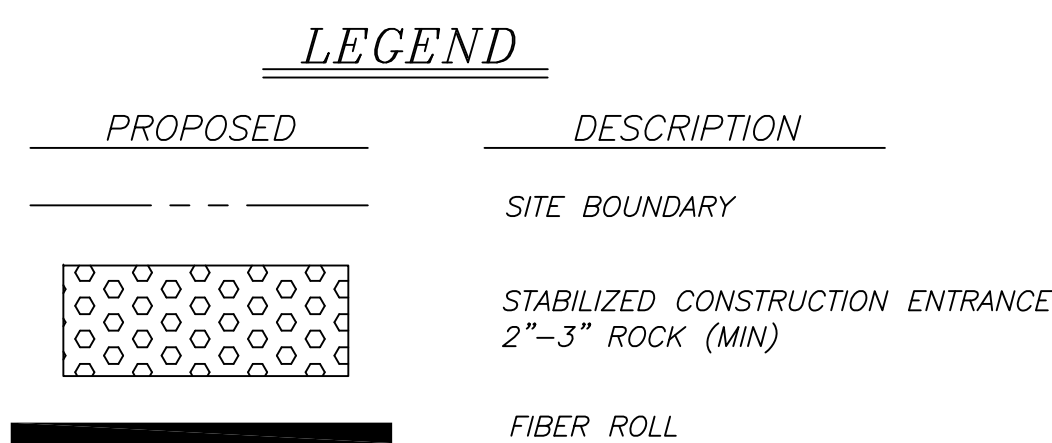 LEGEND
PROPOSED DESCRIPTION
SITE BOUNDARY
STABILIZED CONSTRUCTION ENTRANCE
2"-3" ROCK (MIN)
FIBER ROLL